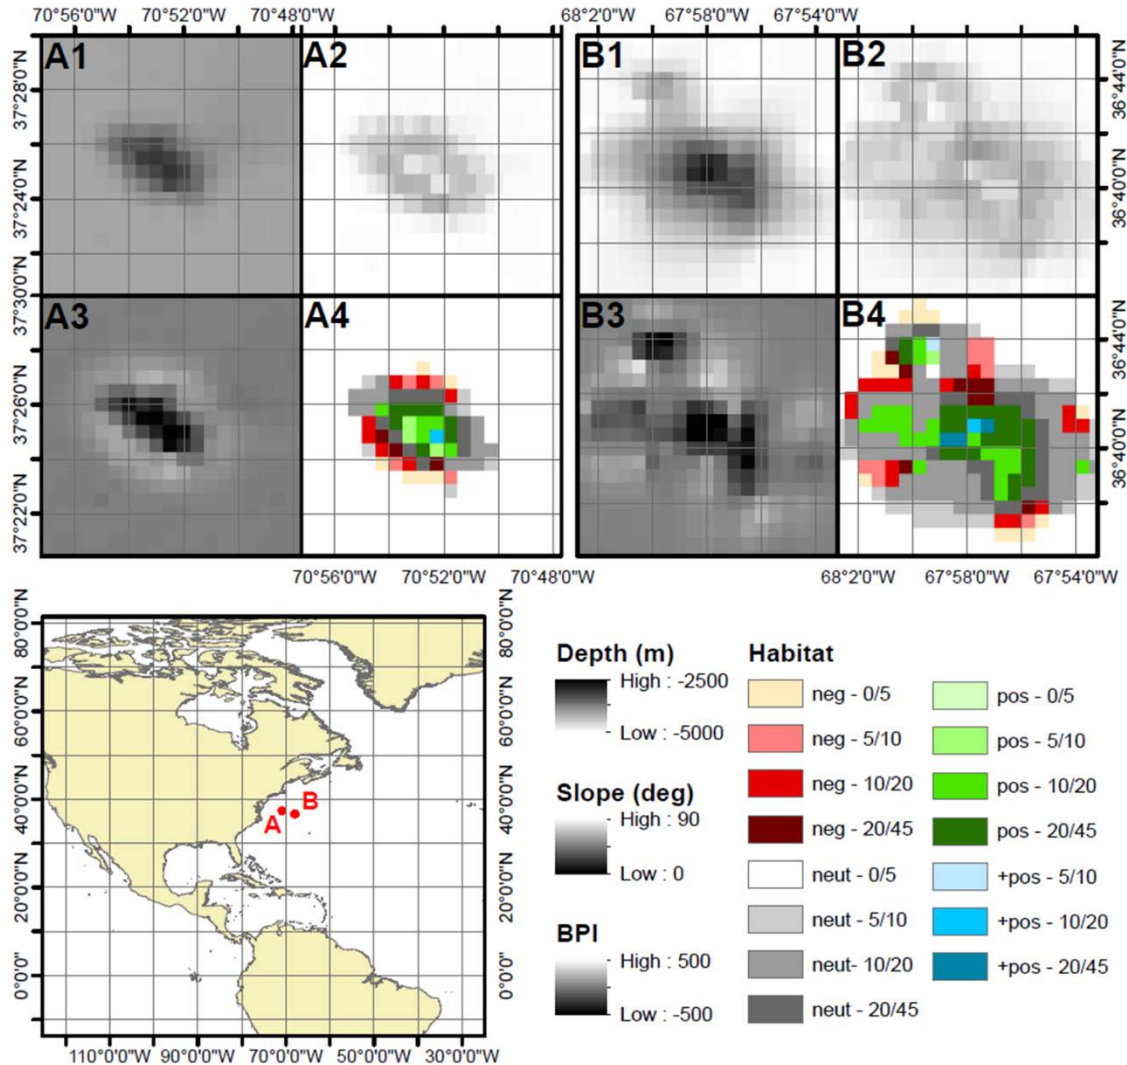 70°56'0"W 70°52'0"W 70°48'0"W 68°2'0"W 67°58'0"W 67°54'0"W
A1 A2 B1 B2
37°28'0"N
37°24'0"N
36°44'0"N
36°40'0"N
37°30'0"N
A3 A4 B3 B4
37°26'0"N
37°25'0"N
37°22'0"N
36°44'0"N
36°40'0"N
70°56'0"W 70°52'0"W 70°48'0"W 68°2'0"W 67°58'0"W 67°54'0"W
80°0'0"N 80°0'0"N
60°0'0"N 60°0'0"N
40°0'0"N 40°0'0"N
20°0'0"N 20°0'0"N
0°0'0" 0°0'0"
A
B
110°0'0"W 90°0'0"W 70°0'0"W 50°0'0"W 30°0'0"W
Depth (m)
High : -2500
Low : -5000
Slope (deg)
High : 90
Low : 0
BPI
High : 500
Low : -500
Habitat
neg - 0/5
neg - 5/10
neg - 10/20
neg - 20/45
neut - 0/5
neut - 5/10
neut- 10/20
neut - 20/45
pos - 0/5
pos - 5/10
pos - 10/20
pos - 20/45
+pos - 5/10
+pos - 10/20
+pos - 20/45